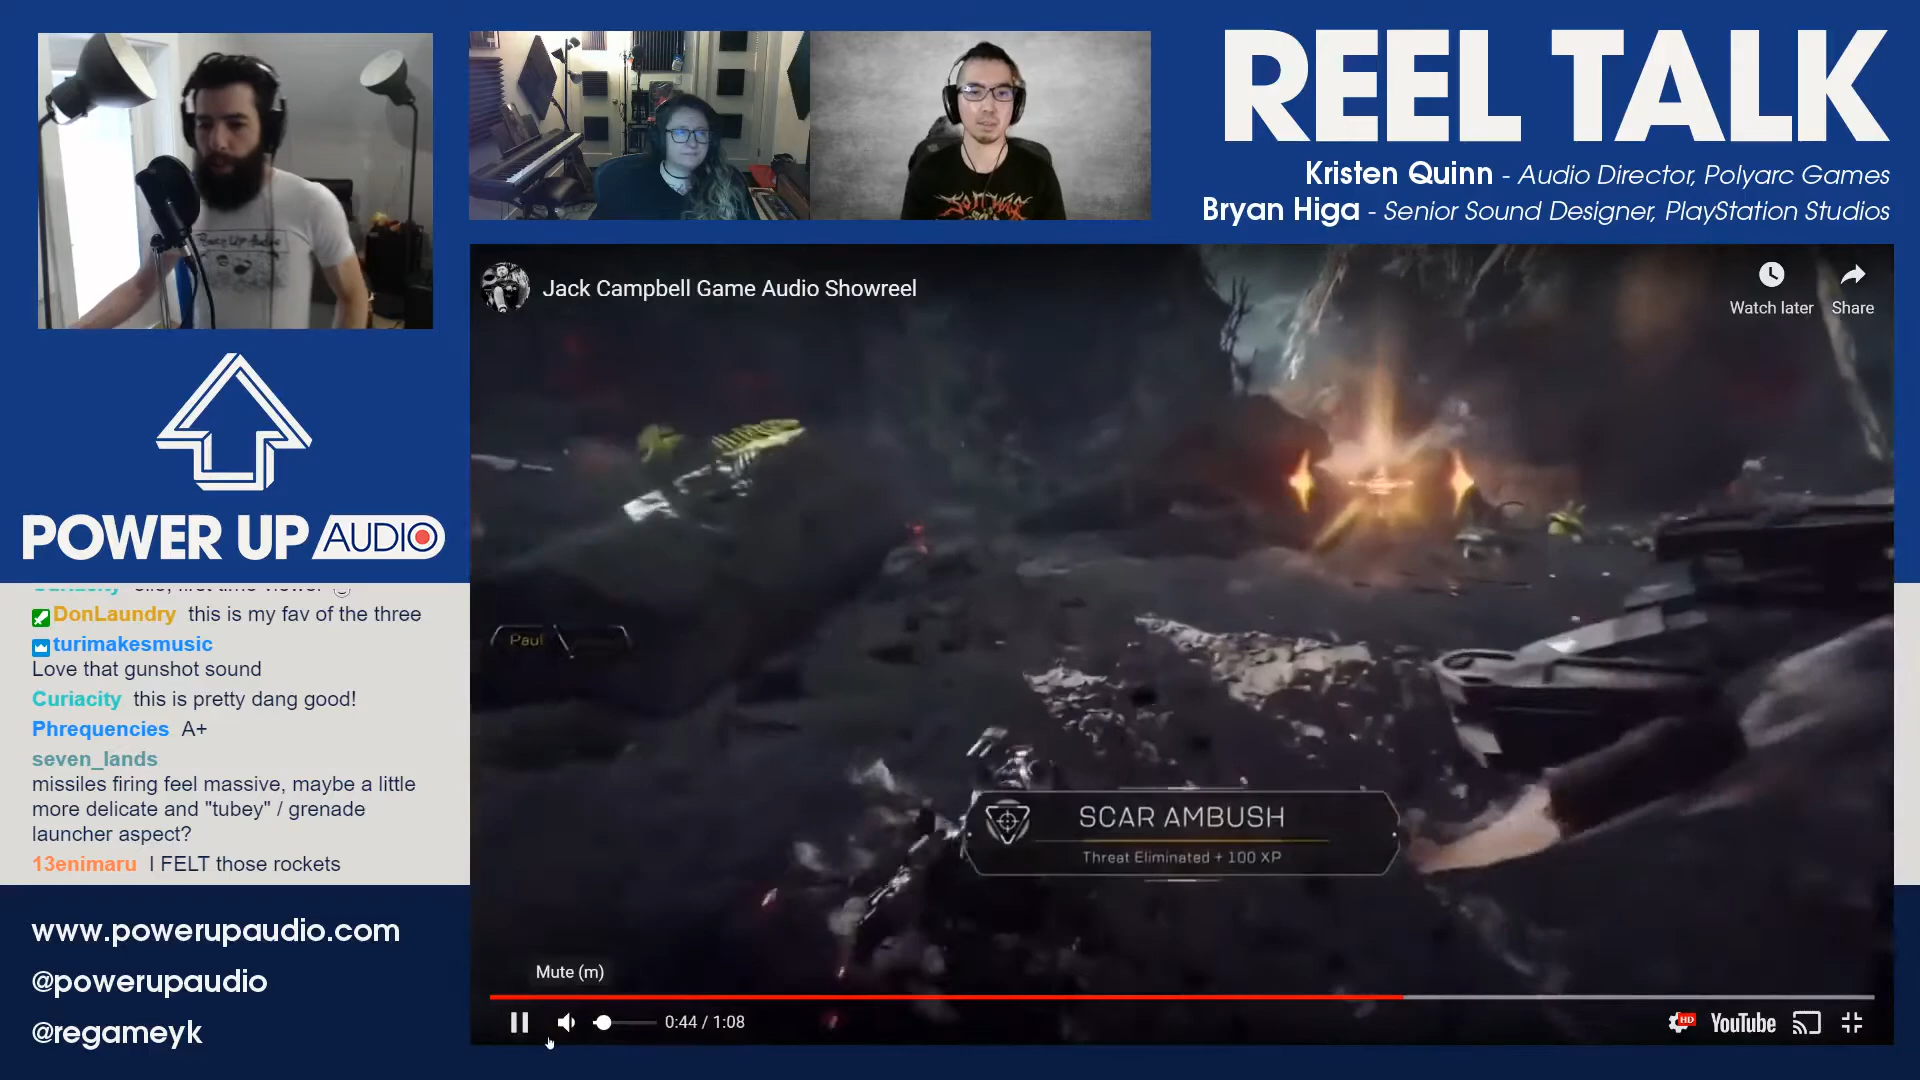 REEL TALK
Kristen Quinn - Audio Director, Polyarc Games
Bryan Higa - Senior Sound Designer, PlayStation Studios
Jack Campbell Game Audio Showreel
Watch later
Share
POWER UP AUDIO
DonLaundry this is my fav of the three
turimakesmusic
Love that gunshot sound
Curiacity this is pretty dang good!
Phrequencies A+
seven_lands
missiles firing feel massive, maybe a little
more delicate and "tubey" / grenade
launcher aspect?
13enimaru I FELT those rockets
Paul
SCAR AMBUSH
Threat Eliminated + 100 XP
www.powerupaudio.com
@powerupaudio
@regameyk
Mute (m)
0:44 / 1:08
HD
YouTube